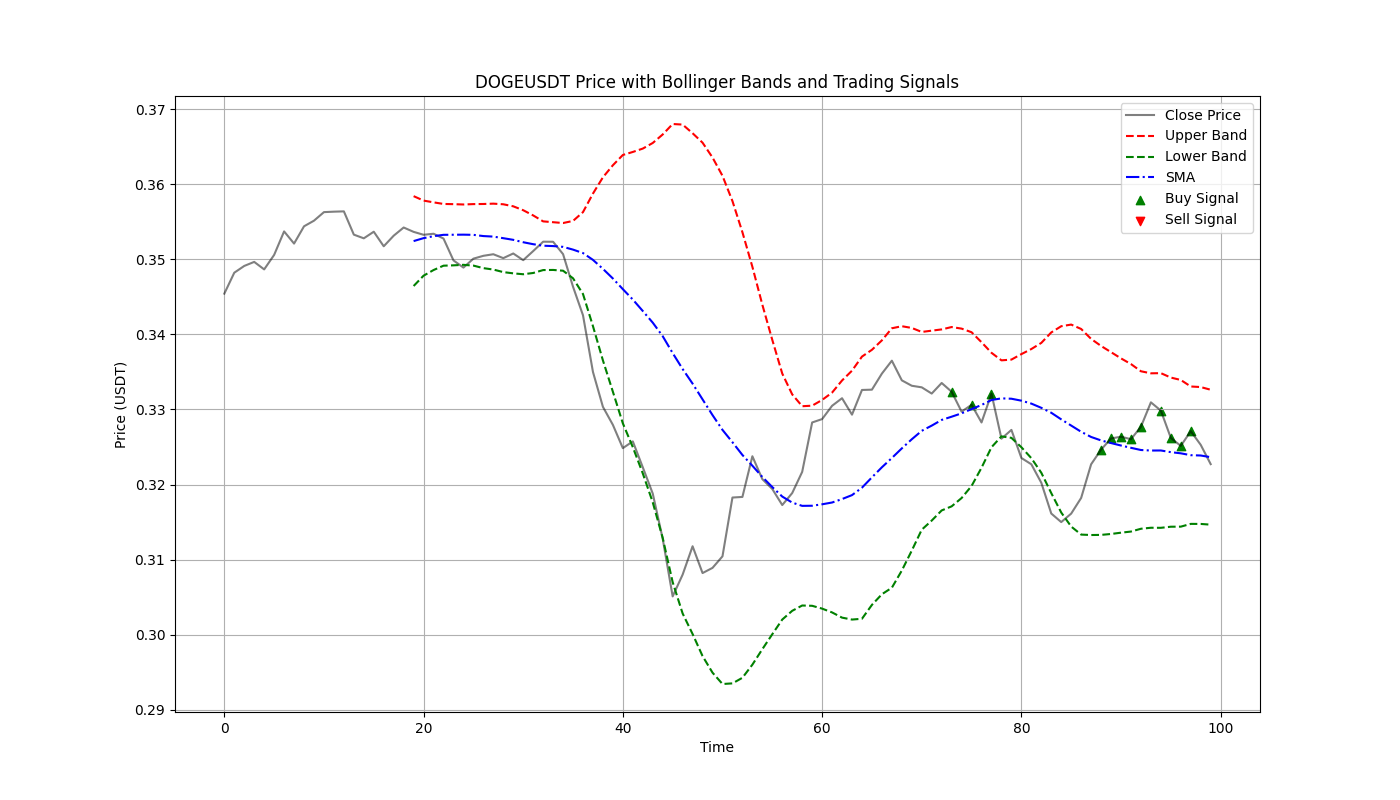 DOGEUSDT Price with Bollinger Bands and Trading Signals
Close Price
Upper Band
Lower Band
SMA
Buy Signal
Sell Signal
Price (USDT)
0.37
0.36
0.35
0.34
0.33
0.32
0.31
0.30
0.29
0 20 40 60 80 100
Time